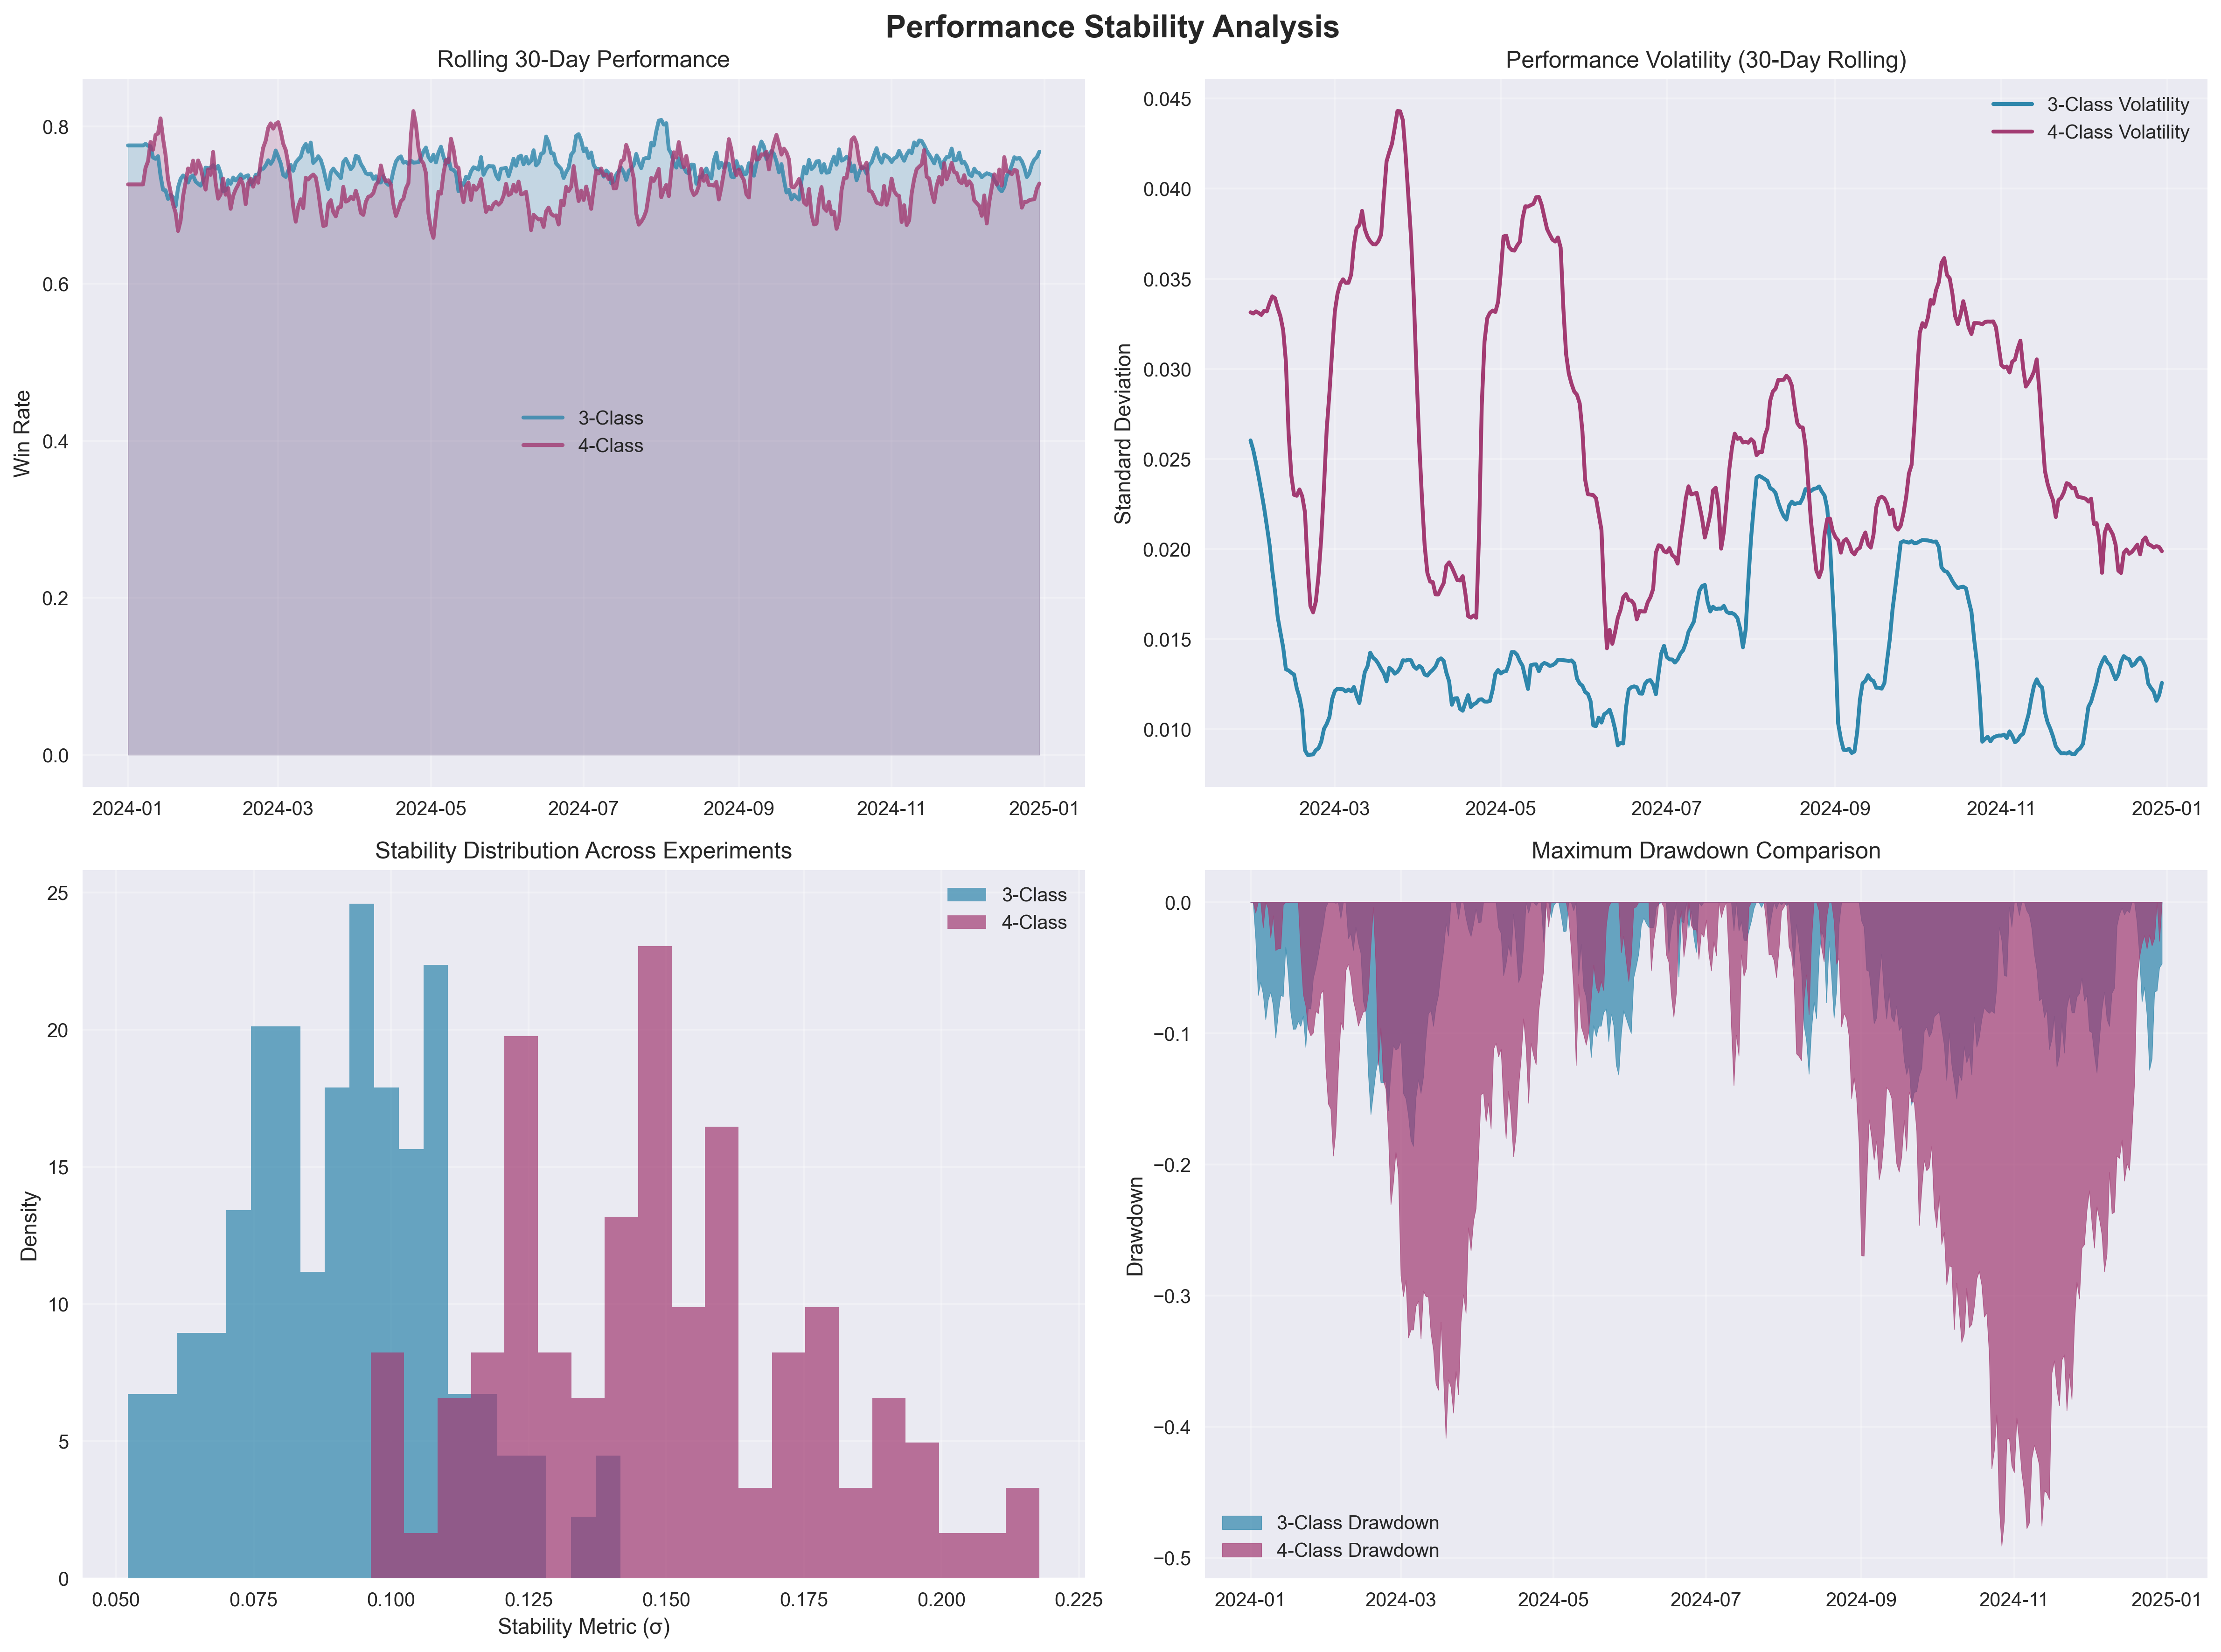 Performance Stability Analysis
Rolling 30-Day Performance
Win Rate
0.8
0.6
0.4
0.2
0.0
3-Class
4-Class
2024-01 2024-03 2024-05 2024-07 2024-09 2024-11 2025-01
Performance Volatility (30-Day Rolling)
Standard Deviation
0.045
0.040
0.035
0.030
0.025
0.020
0.015
0.010
3-Class Volatility
4-Class Volatility
2024-03 2024-05 2024-07 2024-09 2024-11 2025-01
Stability Distribution Across Experiments
Density
25
20
15
10
5
0
3-Class
4-Class
0.050 0.075 0.100 0.125 0.150 0.175 0.200 0.225
Stability Metric (σ)
Maximum Drawdown Comparison
Drawdown
0.0
−0.1
−0.2
−0.3
−0.4
−0.5
3-Class Drawdown
4-Class Drawdown
2024-01 2024-03 2024-05 2024-07 2024-09 2024-11 2025-01